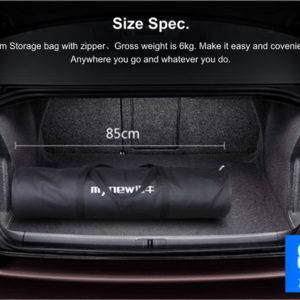 Size Spec.
m Storage bag with zipper、Gross weight is 6kg. Make it easy and covenie
Anywhere you go and whatever you do.
85cm